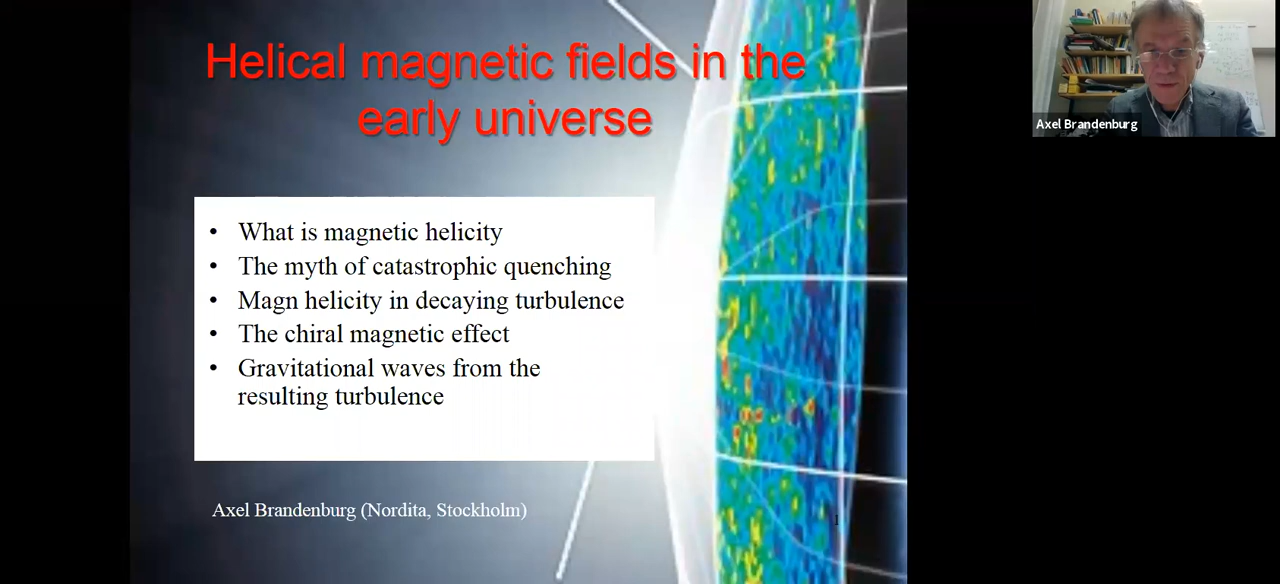 Helical magnetic fields in the
early universe
• What is magnetic helicity
• The myth of catastrophic quenching
• Magn helicity in decaying turbulence
• The chiral magnetic effect
• Gravitational waves from the
resulting turbulence
Axel Brandenburg (Nordita, Stockholm)
1
Axel Brandenburg